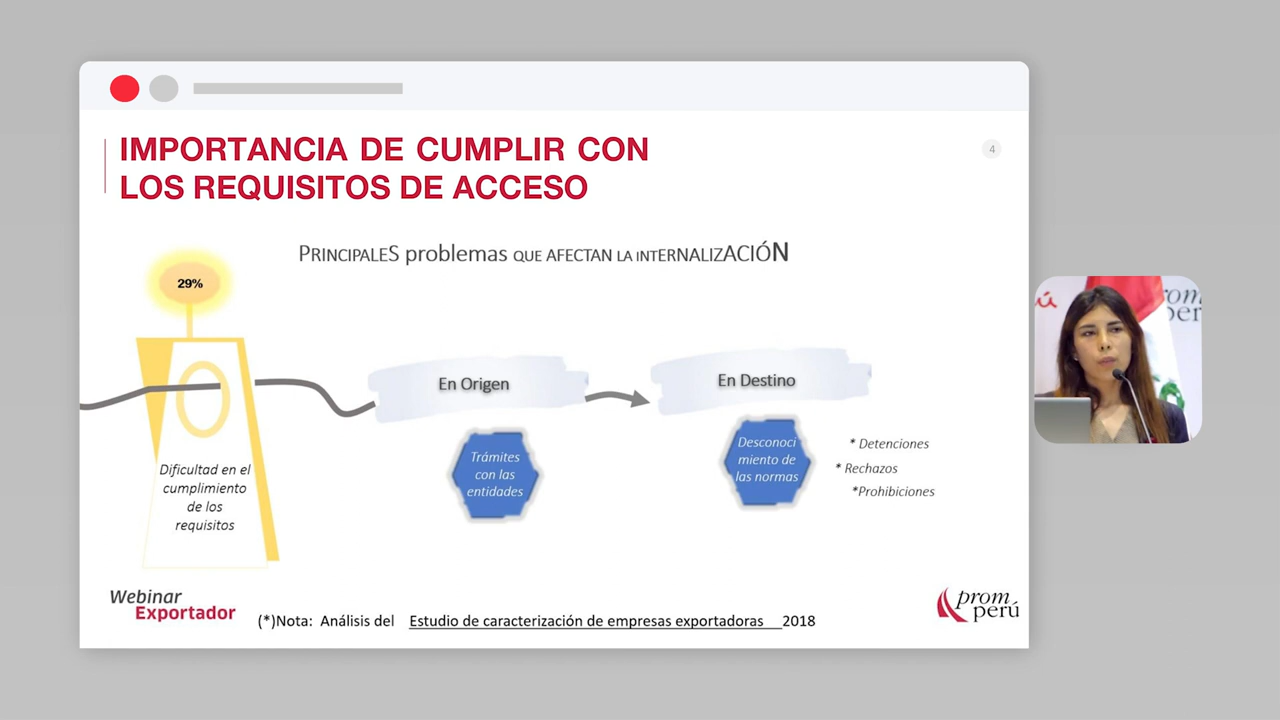 IMPORTANCIA DE CUMPLIR CON
LOS REQUISITOS DE ACCESO
4
PRINCIPALES problemas QUE AFECTAN LA INTERNALIZACIÓN
29%
Dificultad en el
cumplimiento
de los
requisitos
En Origen
Trámites
con las
entidades
En Destino
Desconoci
miento de
las normas
* Detenciones
* Rechazos
*Prohibiciones
Webinar
Exportador
(*)Nota: Análisis del Estudio de caracterización de empresas exportadoras 2018
prom
perú
ú
rom
perú